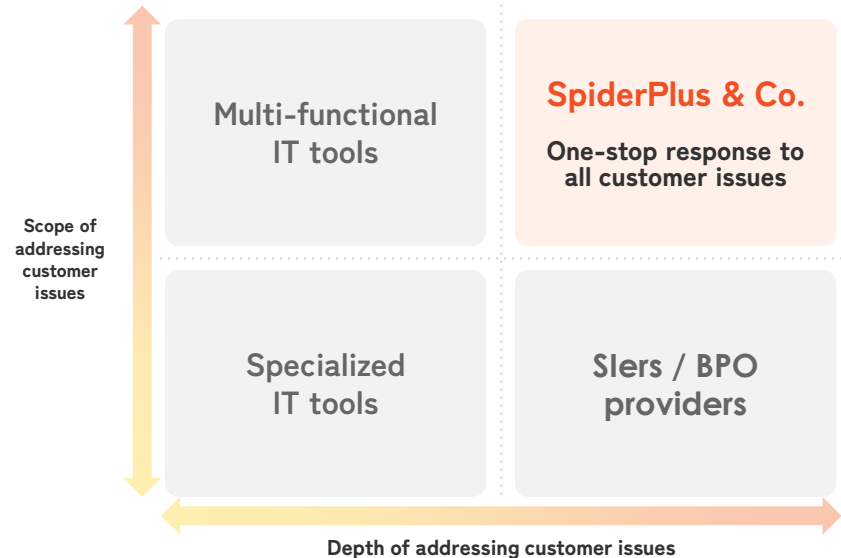 Multi-functional
IT tools
SpiderPlus & Co.
One-stop response to
all customer issues
Scope of
addressing
customer
issues
Specialized
IT tools
SIers / BPO
providers
Depth of addressing customer issues